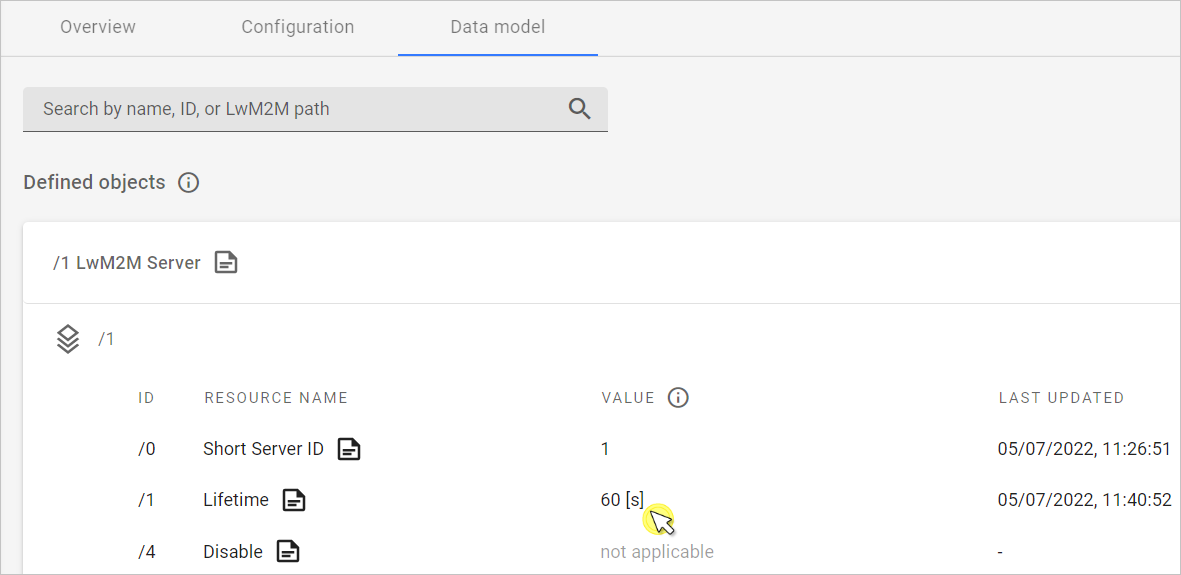 Overview Configuration Data model
Search by name, ID, or LwM2M path
Defined objects
/1 LwM2M Server
/1
ID RESOURCE NAME VALUE LAST UPDATED
/0 Short Server ID 1 05/07/2022, 11:26:51
/1 Lifetime 60 [s] 05/07/2022, 11:40:52
/4 Disable not applicable -